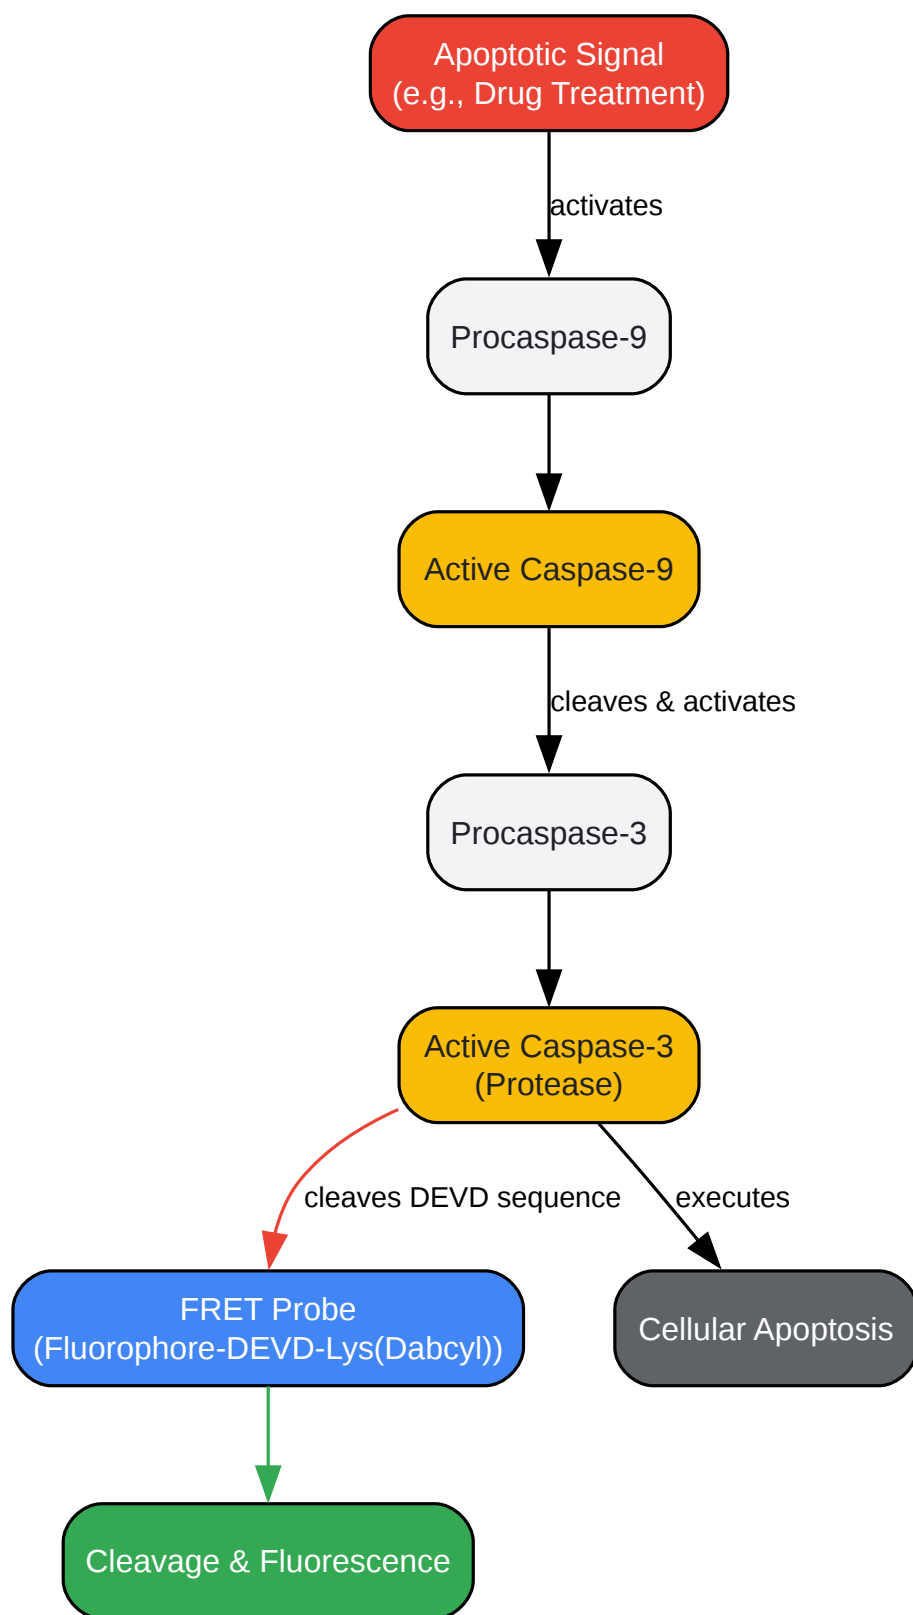 Apoptotic Signal
(e.g., Drug Treatment)
activates
Procaspase-9
Active Caspase-9
cleaves & activates
Procaspase-3
Active Caspase-3
(Protease)
cleaves DEVD sequence
executes
FRET Probe
(Fluorophore-DEVD-Lys(Dabcyl))
Cellular Apoptosis
Cleavage & Fluorescence